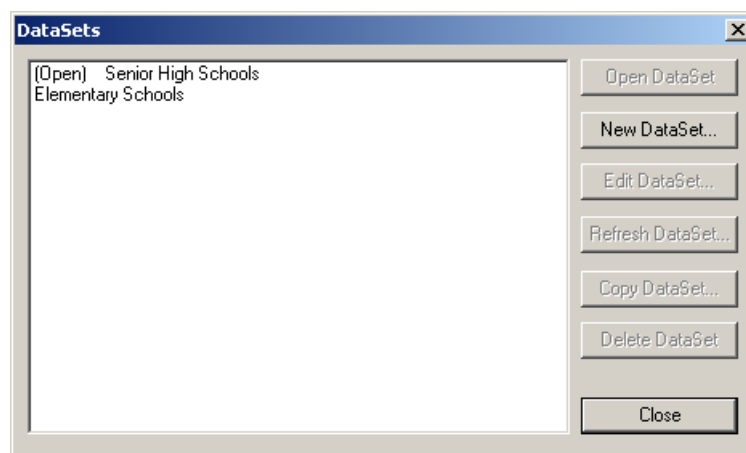 DataSets
(Open) Senior High Schools
Elementary Schools
Open DataSet
New DataSet...
Edit DataSet...
Refresh DataSet...
Copy DataSet...
Delete DataSet
Close